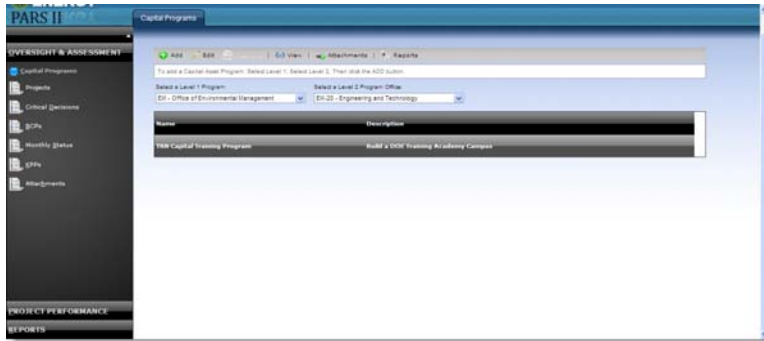 ENERGY
PARS II
Capital Programs
OVERSIGHT & ASSESSMENT
Capital Programs
Projects
Critical Decisions
BCPs
Monthly Status
KPPs
Attachments
PROJECT PERFORMANCE
REPORTS
Add Edit | View | Attachments | Reports
To add a Capital Asset Program: Select Level 1, Select Level 2, Then click the ADD button.
Select a Level 1 Program: Select a Level 2 Program Office:
EM - Office of Environmental Management EM-20 - Engineering and Technology
Name Description
Capital Training Program Build a DOE Training Academy Campus